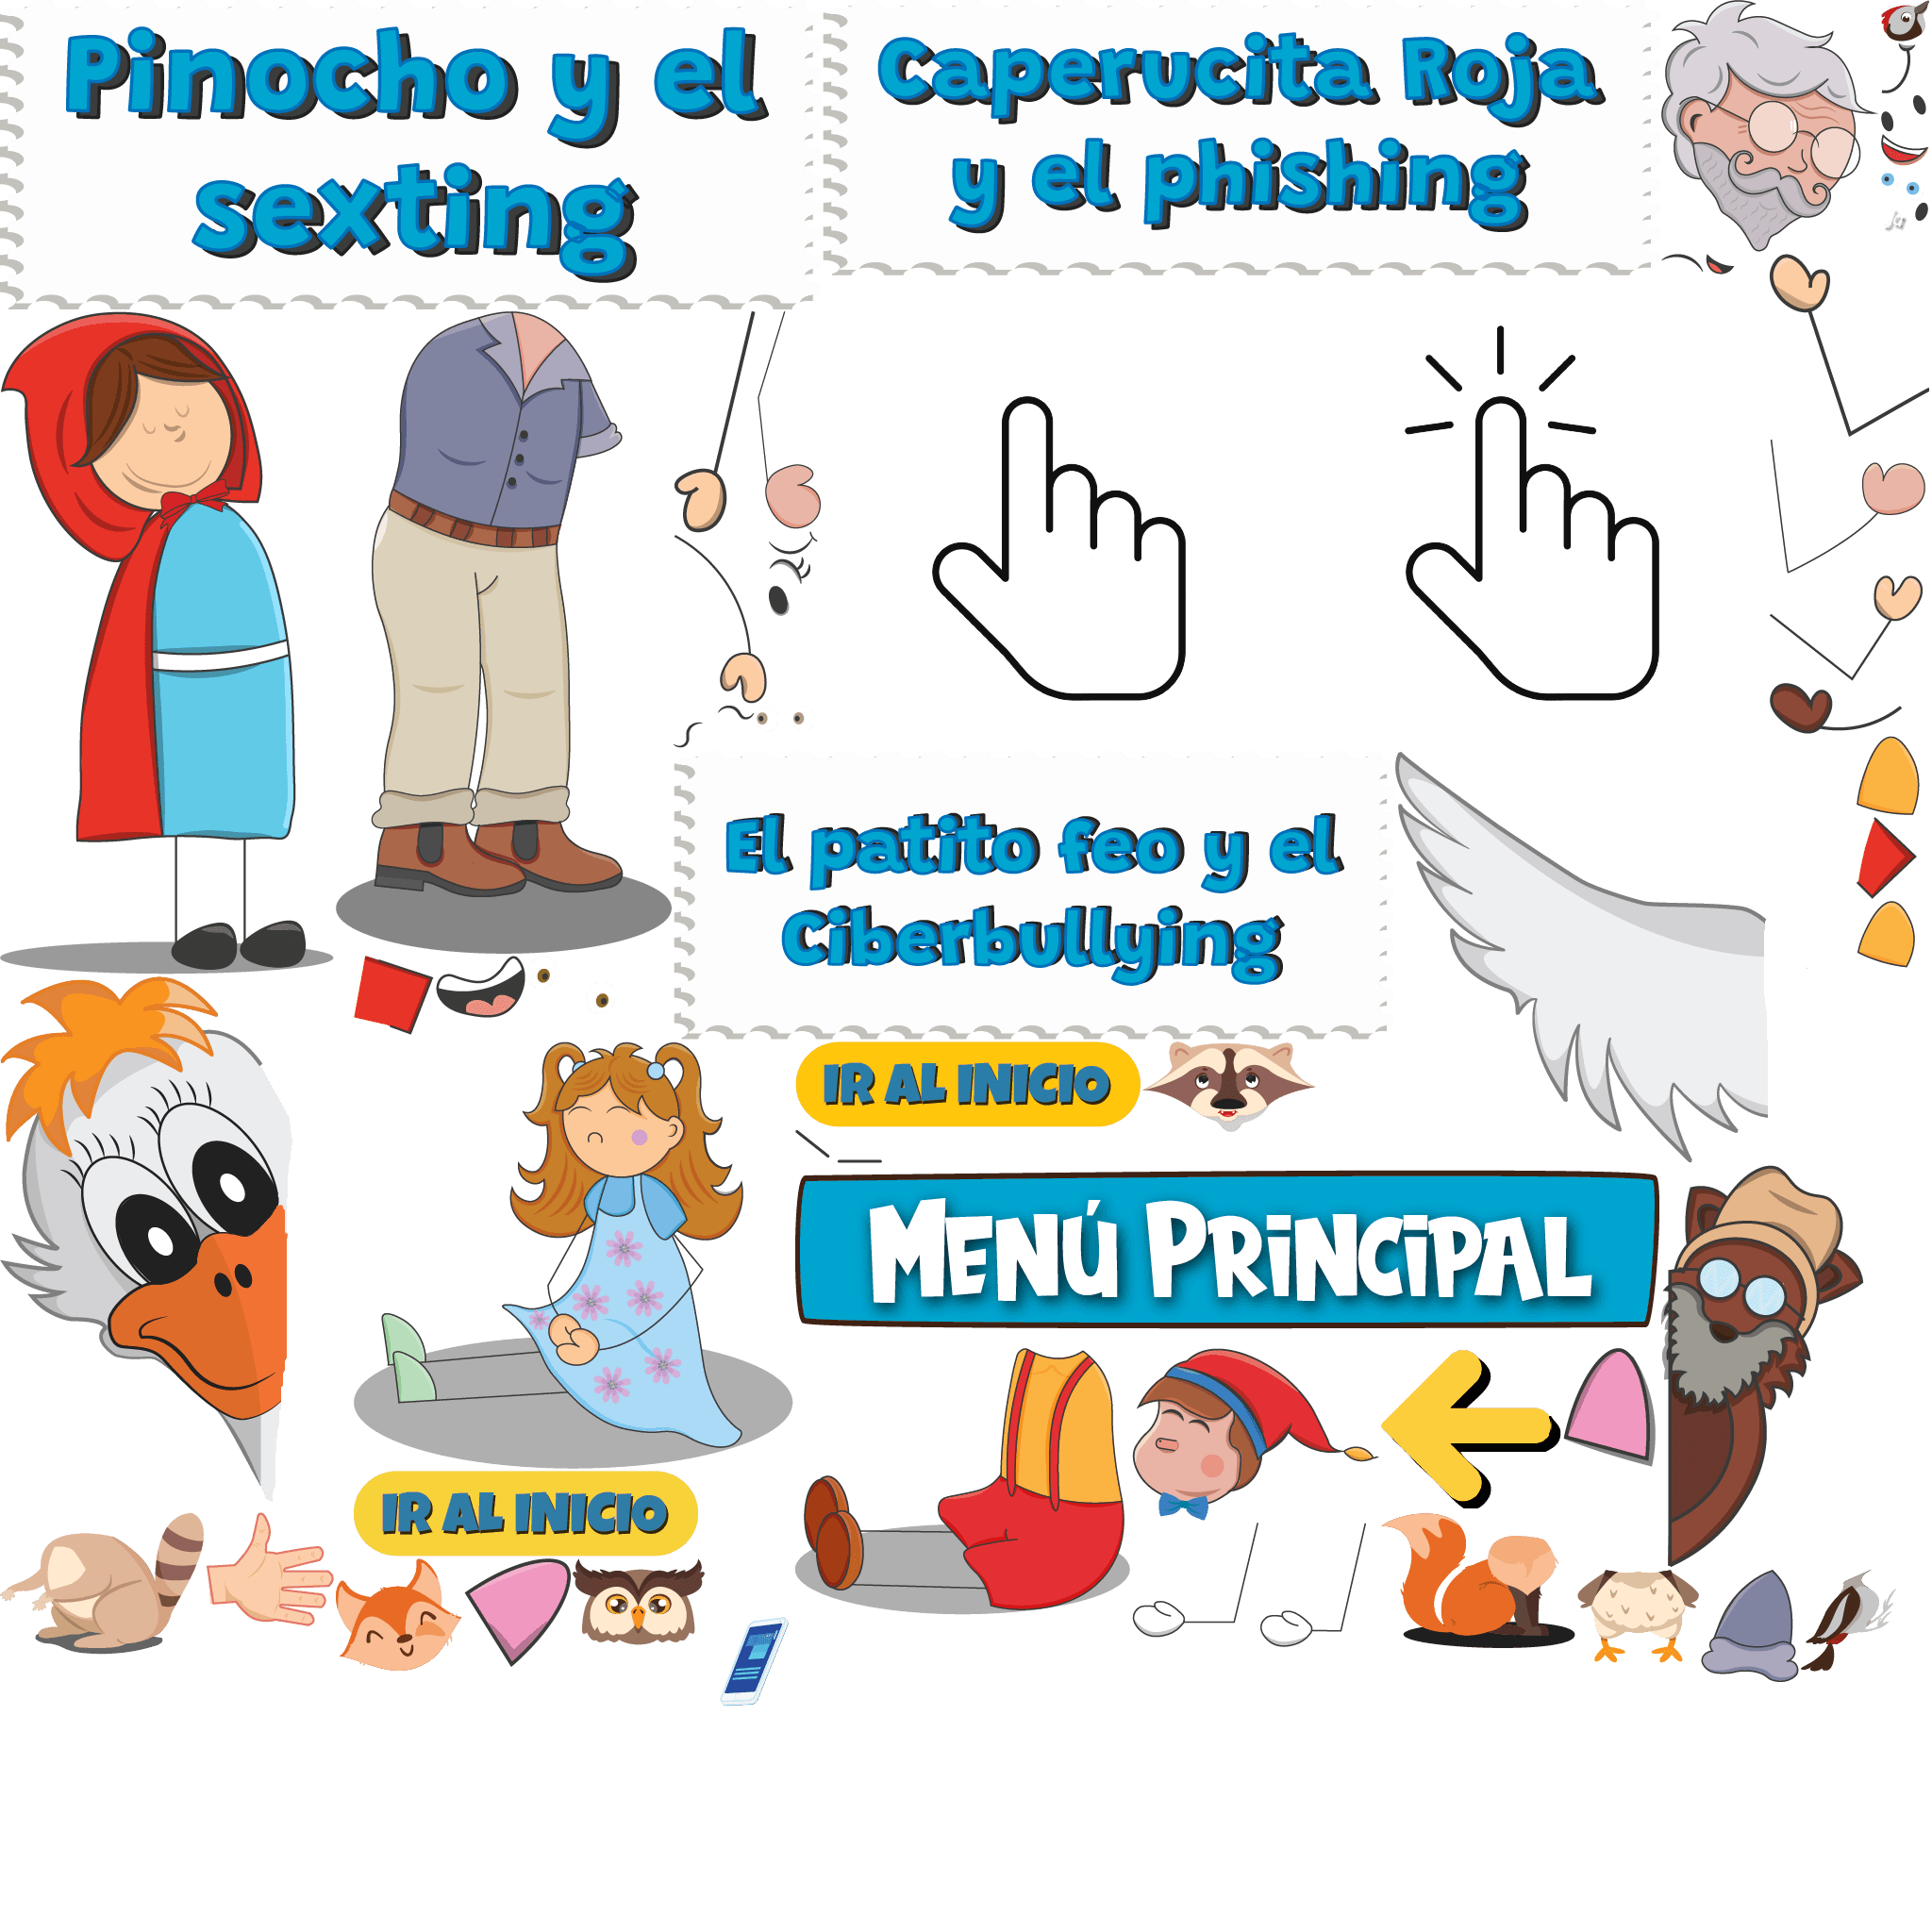 Pinocho y el
sexting
Caperucita Roja
y el phishing
El patito feo y el
Ciberbullying
IR AL INICIO
MENÚ PRINCIPAL
IR AL INICIO